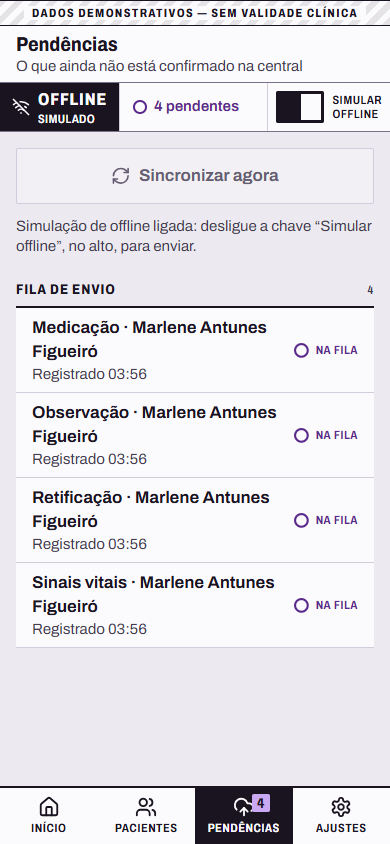 DADOS DEMONSTRATIVOS — SEM VALIDADE CLÍNICA
Pendências
O que ainda não está confirmado na central
OFFLINE
SIMULADO
4 pendentes
SIMULAR
OFFLINE
Sincronizar agora
Simulação de offline ligada: desligue a chave “Simular
offline”, no alto, para enviar.
FILA DE ENVIO
4
Medicação · Marlene Antunes
Figueiró
Registrado 03:56
NA FILA
Observação · Marlene Antunes
Figueiró
Registrado 03:56
NA FILA
Retificação · Marlene Antunes
Figueiró
Registrado 03:56
NA FILA
Sinais vitais · Marlene Antunes
Figueiró
Registrado 03:56
NA FILA
INÍCIO
PACIENTES
4
PENDÊNCIAS
AJUSTES